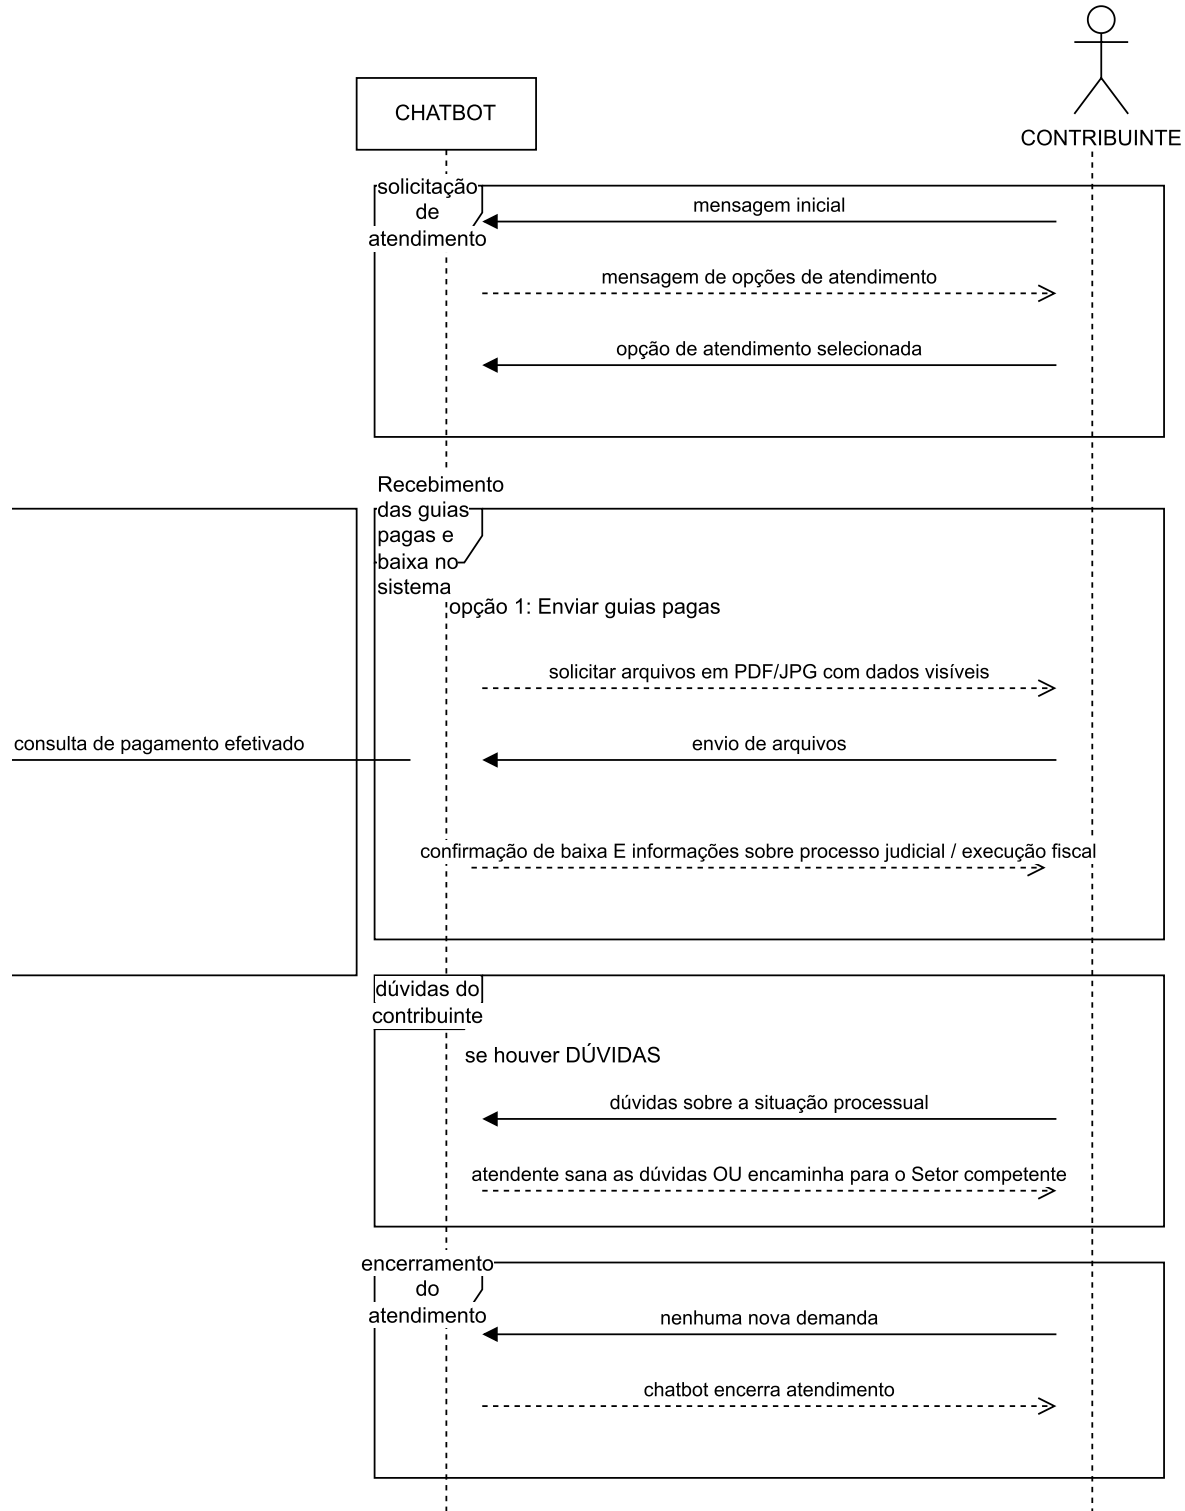 CHATBOT
CONTRIBUINTE
solicitação
de
atendimento
mensagem inicial
mensagem de opções de atendimento
opção de atendimento selecionada
Recebimento
das guias
pagas e
baixa no
sistema
opção 1: Enviar guias pagas
solicitar arquivos em PDF/JPG com dados visíveis
consulta de pagamento efetivado
envio de arquivos
confirmação de baixa E informações sobre processo judicial / execução fiscal
dúvidas do
contribuinte
se houver DÚVIDAS
dúvidas sobre a situação processual
atendente sana as dúvidas OU encaminha para o Setor competente
encerramento
do
atendimento
nenhuma nova demanda
chatbot encerra atendimento